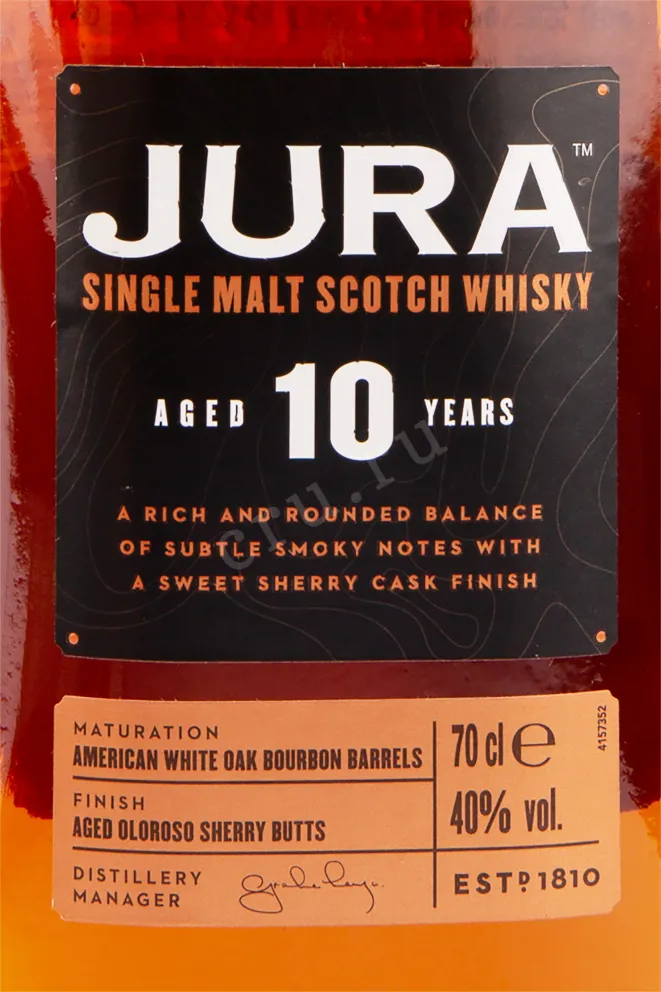 JURA™
SINGLE MALT SCOTCH WHISKY
AGED 10 YEARS
A RICH AND ROUNDED BALANCE
OF SUBTLE SMOKY NOTES WITH
A SWEET SHERRY CASK FINISH
cru.ru
MATURATION
AMERICAN WHITE OAK BOURBON BARRELS
FINISH
AGED OLOROSO SHERRY BUTTS
DISTILLERY
MANAGER
70 cl ℮
40% vol.
ESTD 1810
4157352